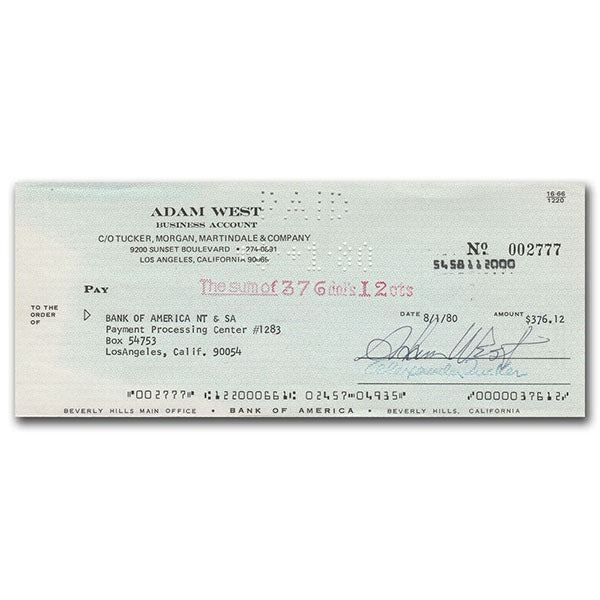 PAID
16-66
1220
ADAM WEST
BUSINESS ACCOUNT
C/O TUCKER, MORGAN, MARTINDALE & COMPANY
9200 SUNSET BOULEVARD • 274-0691
LOS ANGELES, CALIFORNIA 90069
No. 002777
5458112000
PAY
The sum of 376 dol's 12 cts
TO THE
ORDER
OF
BANK OF AMERICA NT & SA
Payment Processing Center #1283
Box 54753
LosAngeles, Calif. 90054
DATE 8/1/80
AMOUNT $376.12
Adam West
⑈002777⑈ ⑆122000661⑆ 02457⑉04935⑈ ⑈0000037612⑈
BEVERLY HILLS MAIN OFFICE • BANK OF AMERICA • BEVERLY HILLS, CALIFORNIA